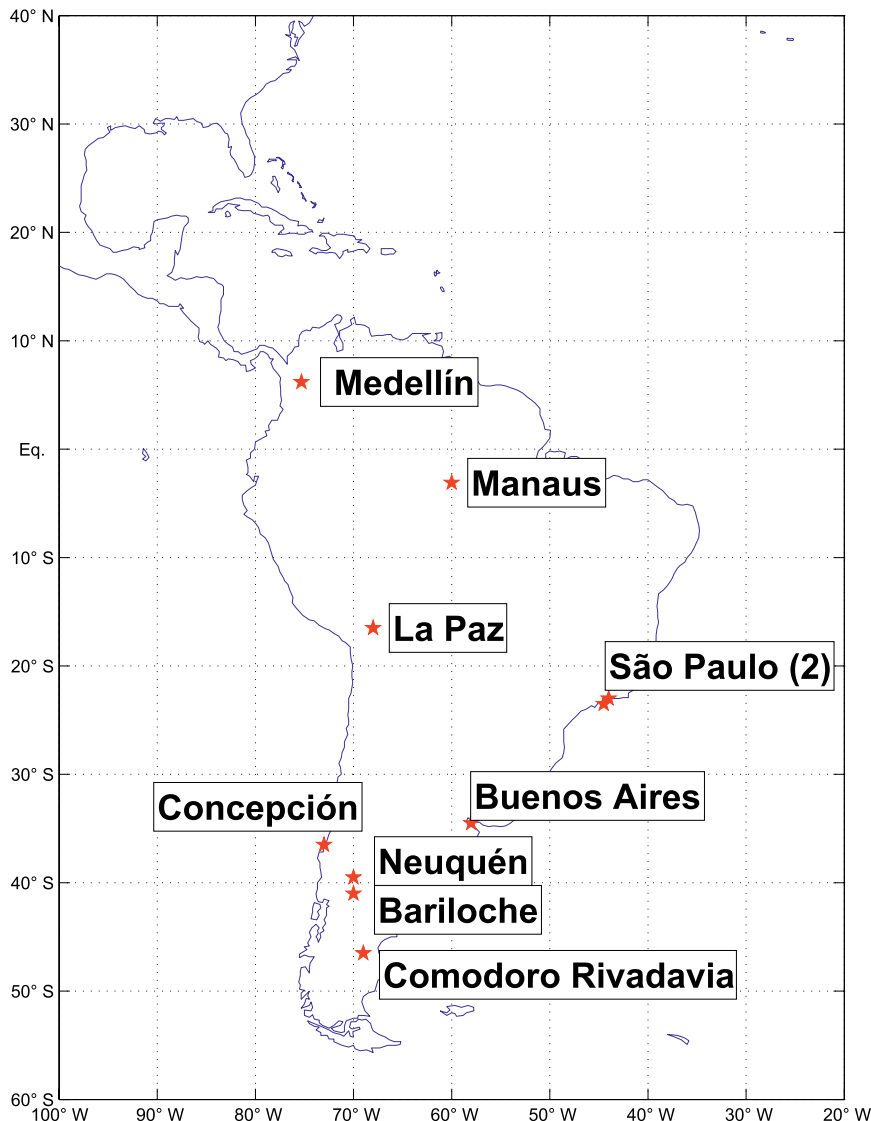 40° N
30° N
20° N
10° N
Medellín
Eq.
Manaus
10° S
La Paz
20° S
São Paulo (2)
30° S
Buenos Aires
Concepción
Neuquén
40° S
Bariloche
Comodoro Rivadavia
50° S
60° S
100° W 90° W 80° W 70° W 60° W 50° W 40° W 30° W 20° W